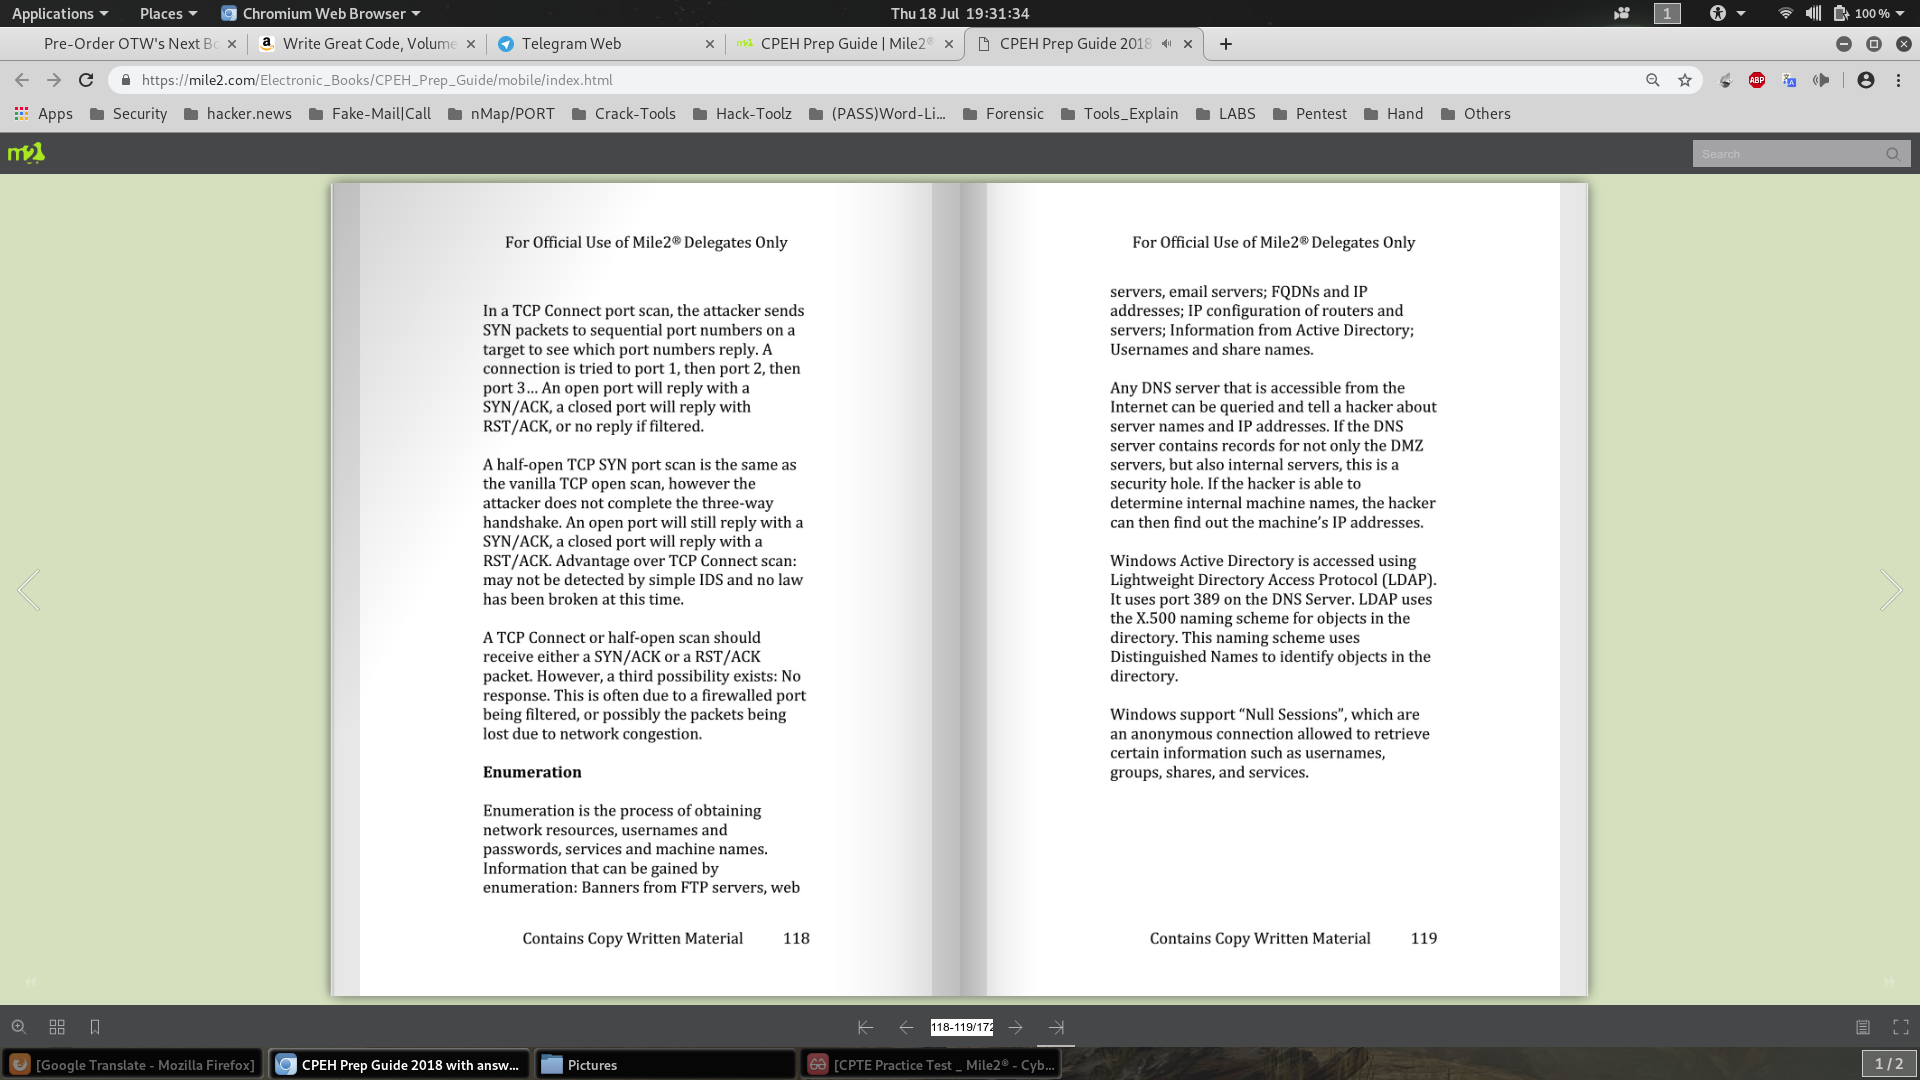 Applications
Places
Chromium Web Browser
Thu 18 Jul 19:31:34
1
100 %
Pre-Order OTW's Next Bo
Write Great Code, Volume
Telegram Web
CPEH Prep Guide | Mile2®
CPEH Prep Guide 2018
https://mile2.com/Electronic_Books/CPEH_Prep_Guide/mobile/index.html
ABP
Apps
Security
hacker.news
Fake-Mail|Call
nMap/PORT
Crack-Tools
Hack-Toolz
(PASS)Word-Li...
Forensic
Tools_Explain
LABS
Pentest
Hand
Others
m2
Search
For Official Use of Mile2® Delegates Only
In a TCP Connect port scan, the attacker sends
SYN packets to sequential port numbers on a
target to see which port numbers reply. A
connection is tried to port 1, then port 2, then
port 3... An open port will reply with a
SYN/ACK, a closed port will reply with
RST/ACK, or no reply if filtered.
A half-open TCP SYN port scan is the same as
the vanilla TCP open scan, however the
attacker does not complete the three-way
handshake. An open port will still reply with a
SYN/ACK, a closed port will reply with a
RST/ACK. Advantage over TCP Connect scan:
may not be detected by simple IDS and no law
has been broken at this time.
A TCP Connect or half-open scan should
receive either a SYN/ACK or a RST/ACK
packet. However, a third possibility exists: No
response. This is often due to a firewalled port
being filtered, or possibly the packets being
lost due to network congestion.
Enumeration
Enumeration is the process of obtaining
network resources, usernames and
passwords, services and machine names.
Information that can be gained by
enumeration: Banners from FTP servers, web
Contains Copy Written Material 118
For Official Use of Mile2® Delegates Only
servers, email servers; FQDNs and IP
addresses; IP configuration of routers and
servers; Information from Active Directory;
Usernames and share names.
Any DNS server that is accessible from the
Internet can be queried and tell a hacker about
server names and IP addresses. If the DNS
server contains records for not only the DMZ
servers, but also internal servers, this is a
security hole. If the hacker is able to
determine internal machine names, the hacker
can then find out the machine's IP addresses.
Windows Active Directory is accessed using
Lightweight Directory Access Protocol (LDAP).
It uses port 389 on the DNS Server. LDAP uses
the X.500 naming scheme for objects in the
directory. This naming scheme uses
Distinguished Names to identify objects in the
directory.
Windows support “Null Sessions”, which are
an anonymous connection allowed to retrieve
certain information such as usernames,
groups, shares, and services.
Contains Copy Written Material 119
118-119/172
[Google Translate - Mozilla Firefox]
CPEH Prep Guide 2018 with answ...
Pictures
[CPTE Practice Test _ Mile2® - Cyb...
1 / 2